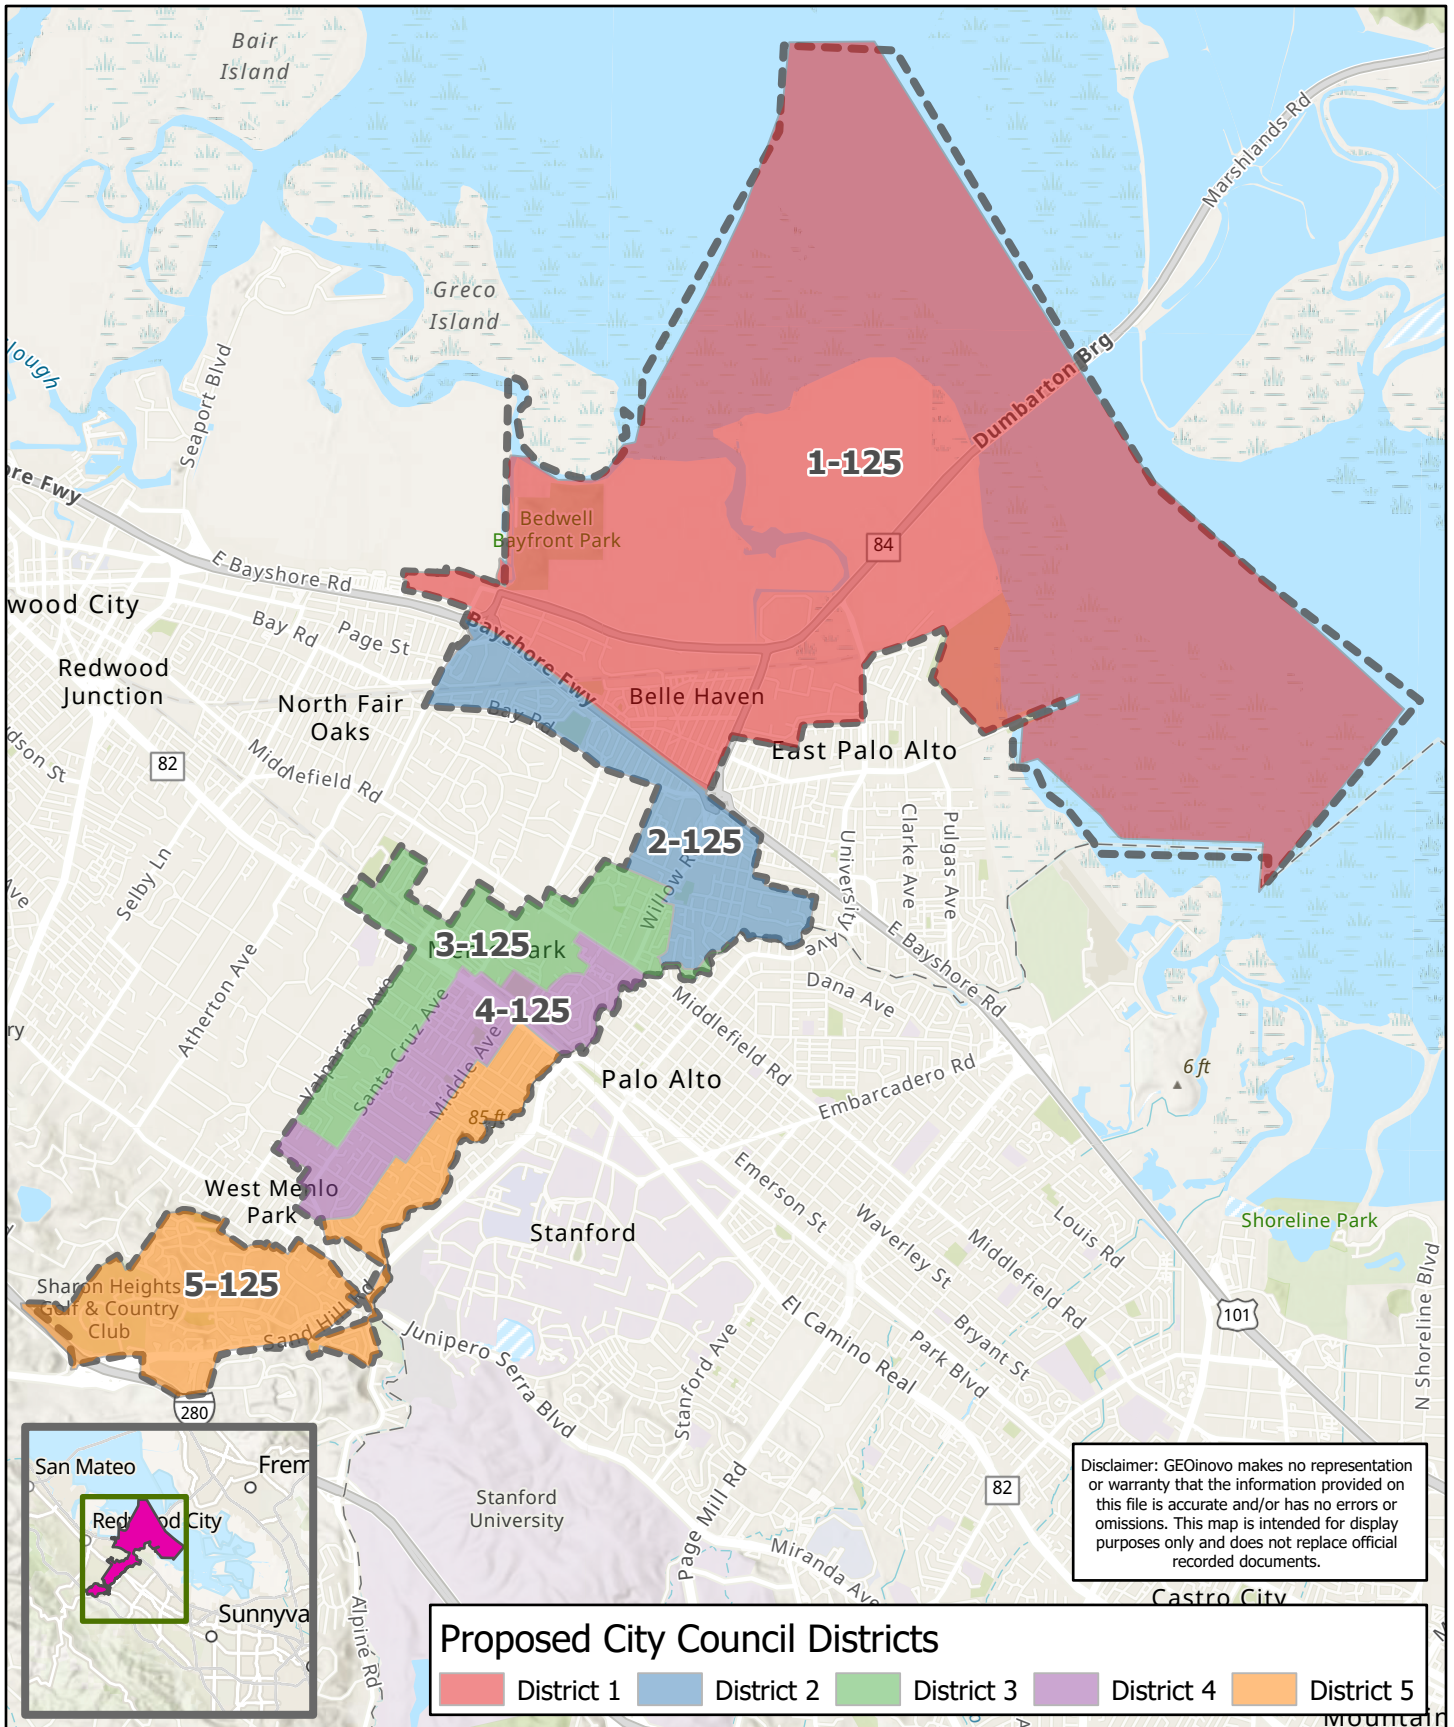 Bair
Island
Marshlands Rd
Greco
Island
lough
Seaport Blvd
Dumbarton Brg
1-125
ore Fwy
Bedwell
Bayfront Park
84
E Bayshore Rd
wood City
Bay Rd
Page St
Bayshore Fwy
Redwood
Junction
North Fair
Oaks
Belle Haven
Bay Rd
East Palo Alto
dson St
82
Middlefield Rd
2-125
Selby Ln
Willow R
University Ave
Clarke Ave
Pulgas Ave
Ave
3-125
Atherton Ave
E Bayshore Rd
Dana Ave
Valparaiso Ave
Santa Cruz Ave
4-125
Middlefield Rd
ry
Middle Ave
85 ft
Palo Alto
Embarcadero Rd
6 ft
West Menlo
Park
Emerson St
Waverley St
Louis Rd
Middlefield Rd
Shoreline Park
Stanford
Sharon Heights
Golf & Country
Club
5-125
Sand Hill Rd
280
Junipero Serra Blvd
Stanford Ave
El Camino Real
Park Blvd
Bryant St
101
N Shoreline Blvd
San Mateo
Frem
Redwood City
Sunnyva
Stanford
University
Page Mill Rd
82
Miranda Ave
Alpine Rd
Disclaimer: GEOinovo makes no representation
or warranty that the information provided on
this file is accurate and/or has no errors or
omissions. This map is intended for display
purposes only and does not replace official
recorded documents.
Castro City
Proposed City Council Districts
District 1
District 2
District 3
District 4
District 5
Mountain